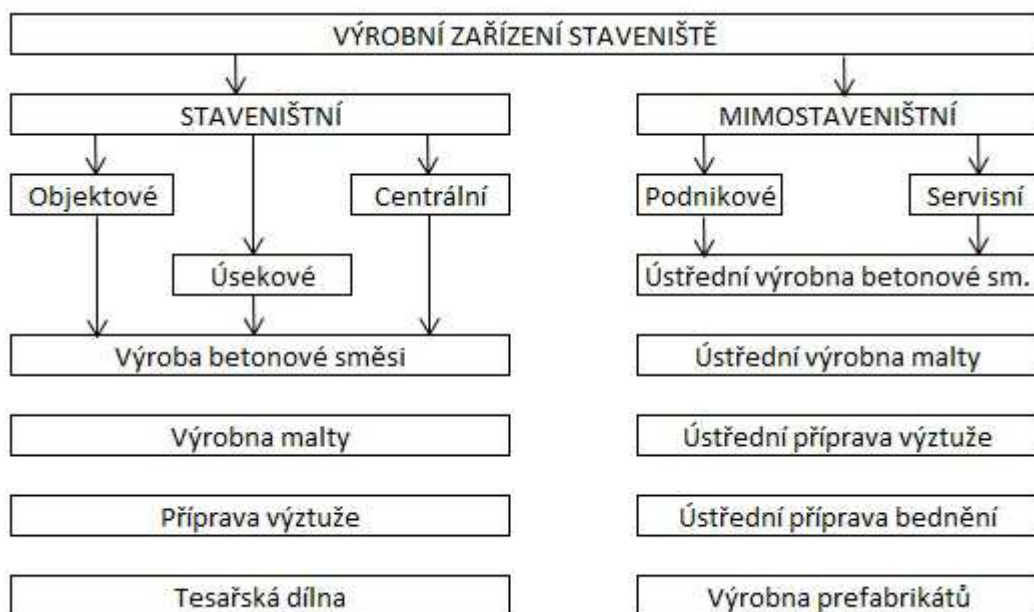 VÝROBNÍ ZAŘÍZENÍ STAVENIŠTĚ
STAVENIŠTNÍ
MIMOSTAVENIŠTNÍ
Objektové
Centrální
Podnikové
Servisní
Úsekové
Ústřední výrobna betonové sm.
Výroba betonové směsi
Ústřední výrobna malty
Výrobna malty
Ústřední příprava výztuže
Příprava výztuže
Ústřední příprava bednění
Tesařská dílna
Výrobna prefabrikátů